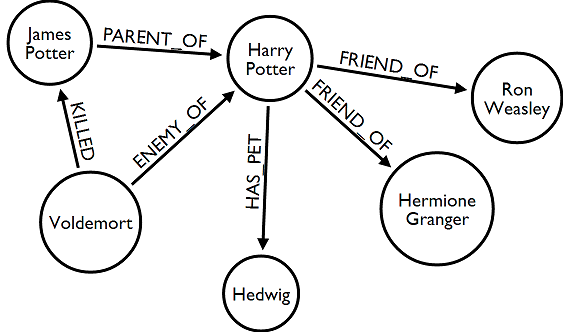 James
Potter
PARENT_OF
Harry
Potter
FRIEND_OF
Ron
Weasley
KILLED
ENEMY_OF
FRIEND_OF
HAS_PET
Voldemort
Hermione
Granger
Hedwig